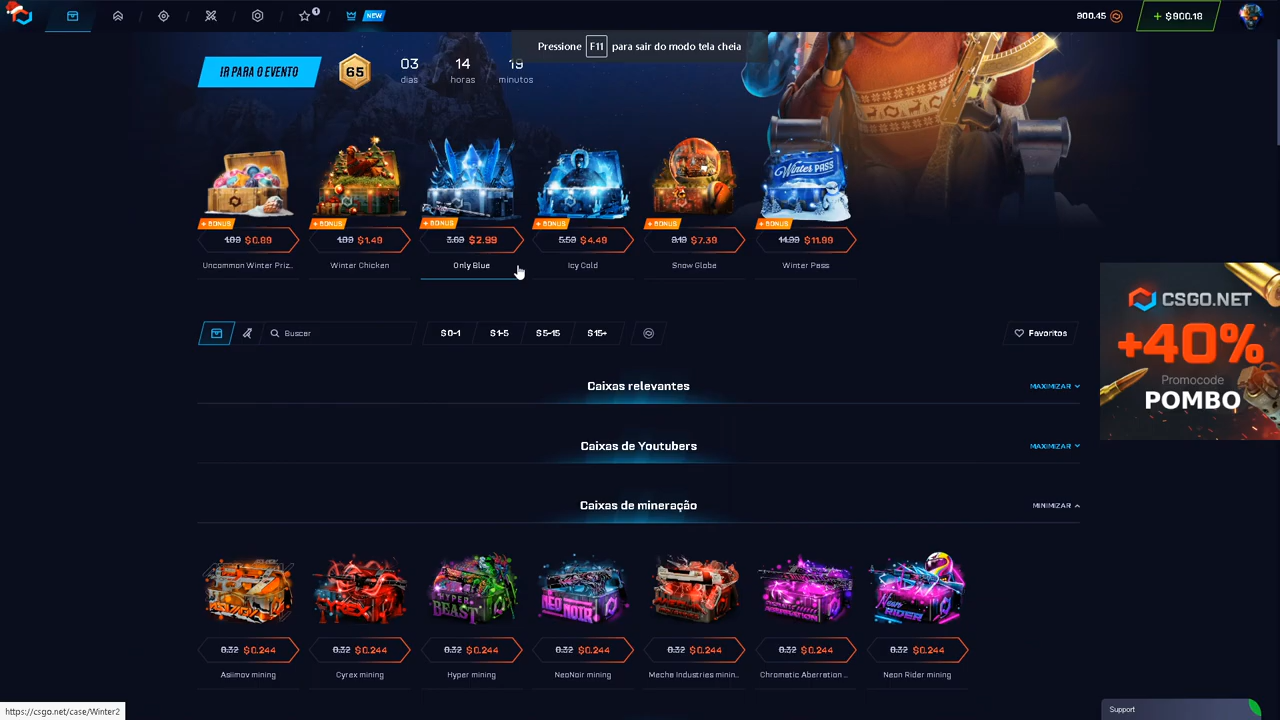 1
NEW
900.45
+ $900.18
Pressione F11 para sair do modo tela cheia
IR PARA O EVENTO
65
03 14 19
dias horas minutos
WINTER PASS
+ BONUS + BONUS + BONUS + BONUS + BONUS + BONUS
1.09 $0.89 1.89 $1.49 3.69 $2.99 5.59 $4.49 9.19 $7.39 14.99 $11.99
Uncommon Winter Priz.. Winter Chicken Only Blue Icy Cold Snow Globe Winter Pass
Buscar
$0-1 $1-5 $5-15 $15+
Favoritos
CSGO.NET
+40%
Promocode
POMBO
Caixas relevantes
MAXIMIZAR
Caixas de Youtubers
MAXIMIZAR
Caixas de mineração
MINIMIZAR
HYPER BEAST
NEO NOIR
Neon RIDER
0.32 $0.244 0.32 $0.244 0.32 $0.244 0.32 $0.244 0.32 $0.244 0.32 $0.244 0.32 $0.244
Asiimov mining Cyrex mining Hyper mining NeoNoir mining Mecha Industries minin.. Chromatic Aberration ... Neon Rider mining
https://csgo.net/case/Winter2
Support